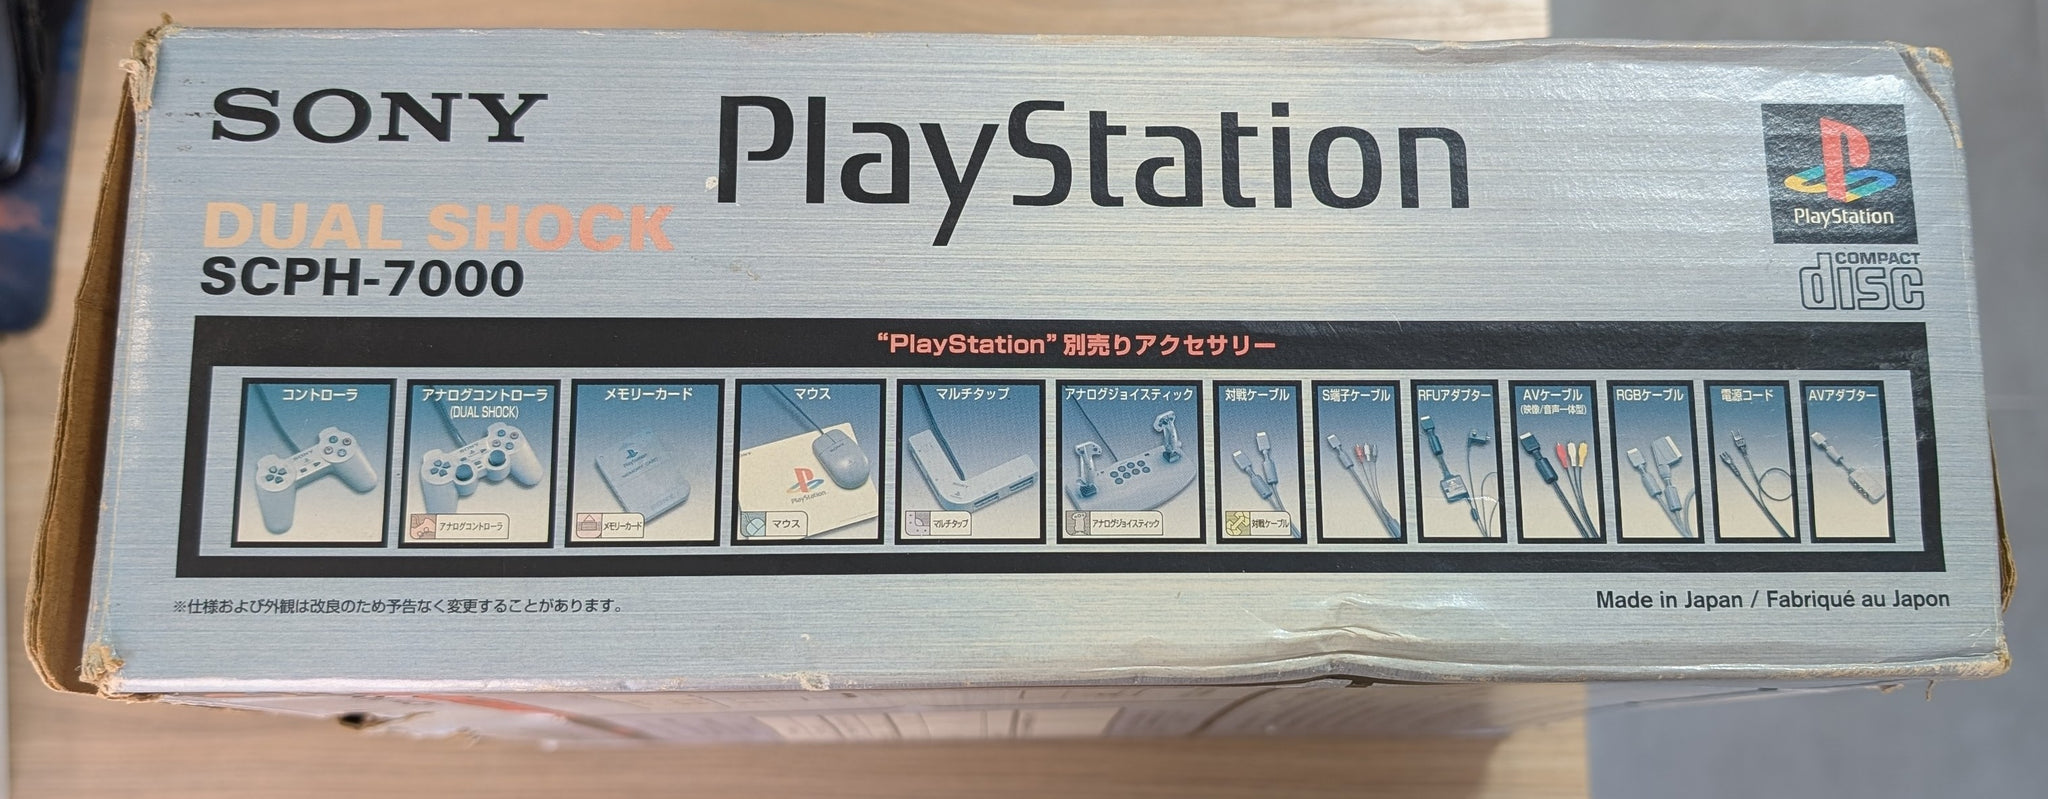 SONY
PlayStation
DUAL SHOCK
SCPH-7000
PlayStation
COMPACT
disc
“PlayStation”別売りアクセサリー
コントローラ
アナログコントローラ
(DUAL SHOCK)
アナログコントローラ
メモリーカード
PlayStation
MEMORY CARD
メモリーカード
マウス
PlayStation
マウス
マルチタップ
マルチタップ
アナログジョイスティック
アナログジョイスティック
対戦ケーブル
対戦ケーブル
S端子ケーブル
RFUアダプター
AVケーブル
(映像/音声一体型)
RGBケーブル
電源コード
AVアダプター
※仕様および外観は改良のため予告なく変更することがあります。
Made in Japan / Fabriqué au Japon